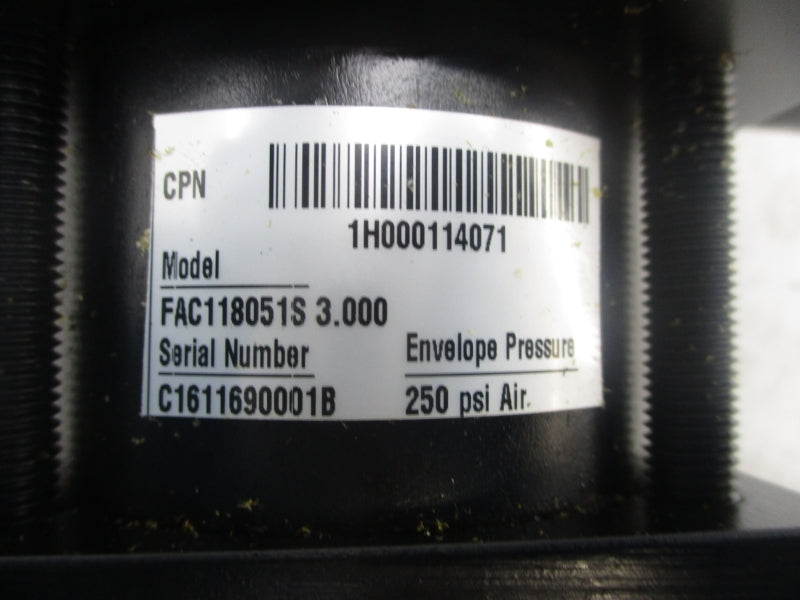 CPN
1H000114071
Model
FAC118051S 3.000
Serial Number
Envelope Pressure
C1611690001B
250 psi Air.